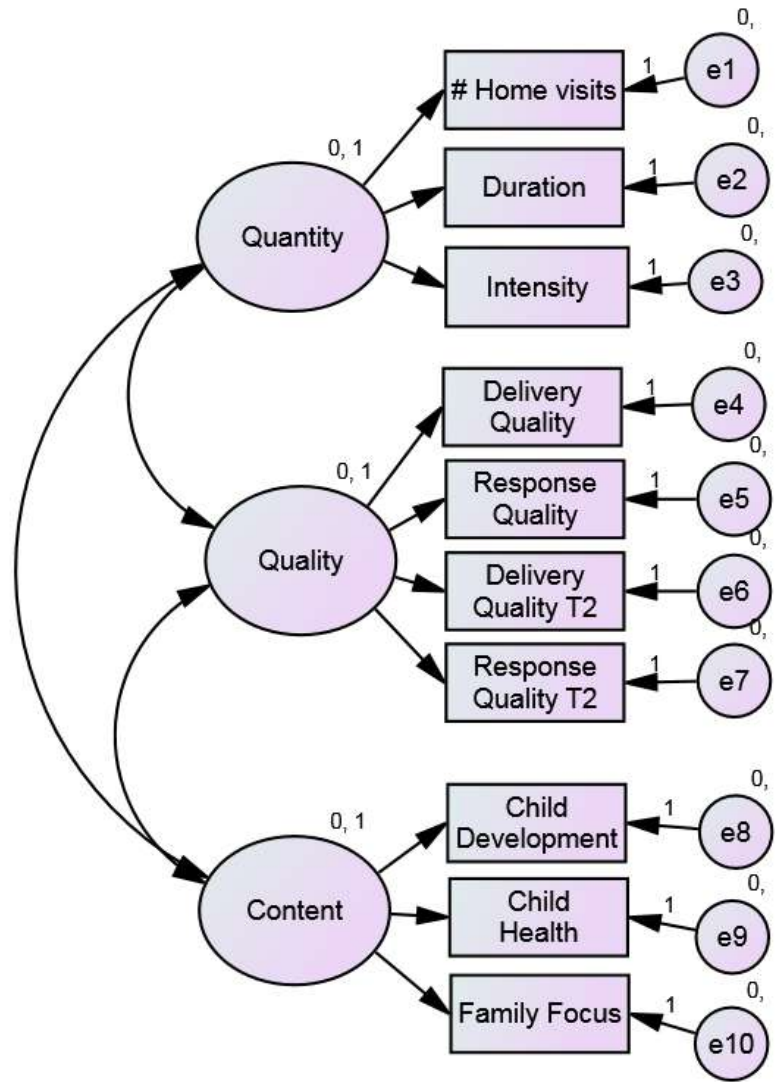 0,
1
e1
# Home visits
0, 1
0,
1
e2
Duration
Quantity
0,
1
e3
Intensity
0,
1
e4
Delivery
Quality
0,
0, 1
1
e5
Response
Quality
0,
Quality
1
e6
Delivery
Quality T2
0,
1
e7
Response
Quality T2
0,
1
e8
Child
Development
0, 1
0,
1
e9
Child
Health
Content
0,
1
e10
Family Focus